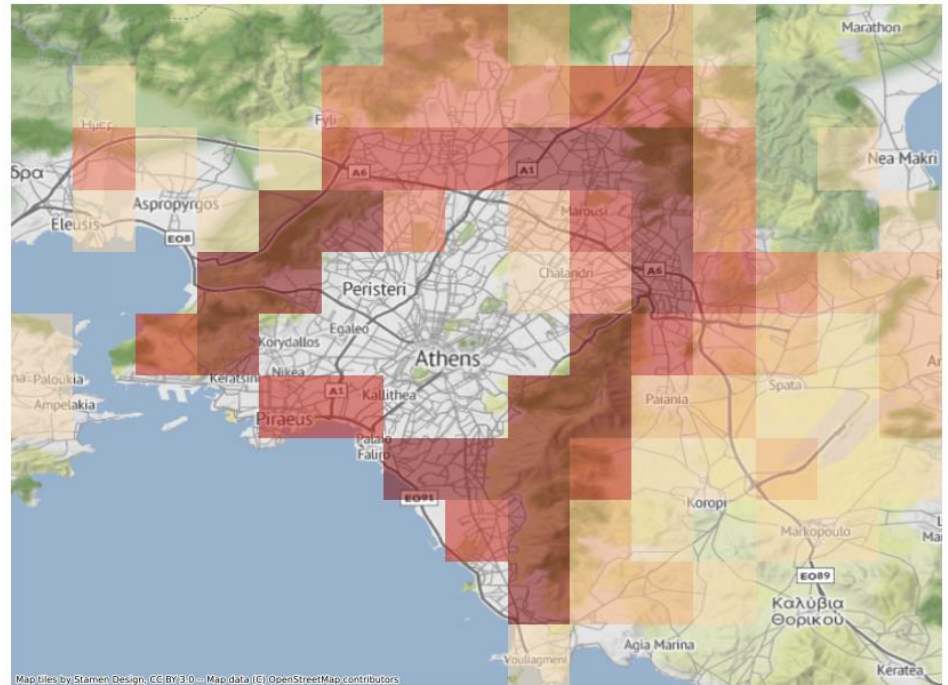 Marathon
Fyli
Ήμερ
δρα
A6
A1
Nea Makri
Aspropyrgos
Eleusis
EO8
Marousi
Chalandri
A6
Peristeri
Egaleo
Korydallos
Athens
Nikea
Paloukia
Keratsini
A1
Kallithea
Spata
Ampelakia
Paiania
Piraeus
Palaio
Faliro
EO91
Koropi
Markopoulo
EO89
Καλύβια
Θορικού
Agia Marina
Vouliagmeni
Keratea
Map tiles by Stamen Design, CC BY 3.0 -- Map data (C) OpenStreetMap contributors